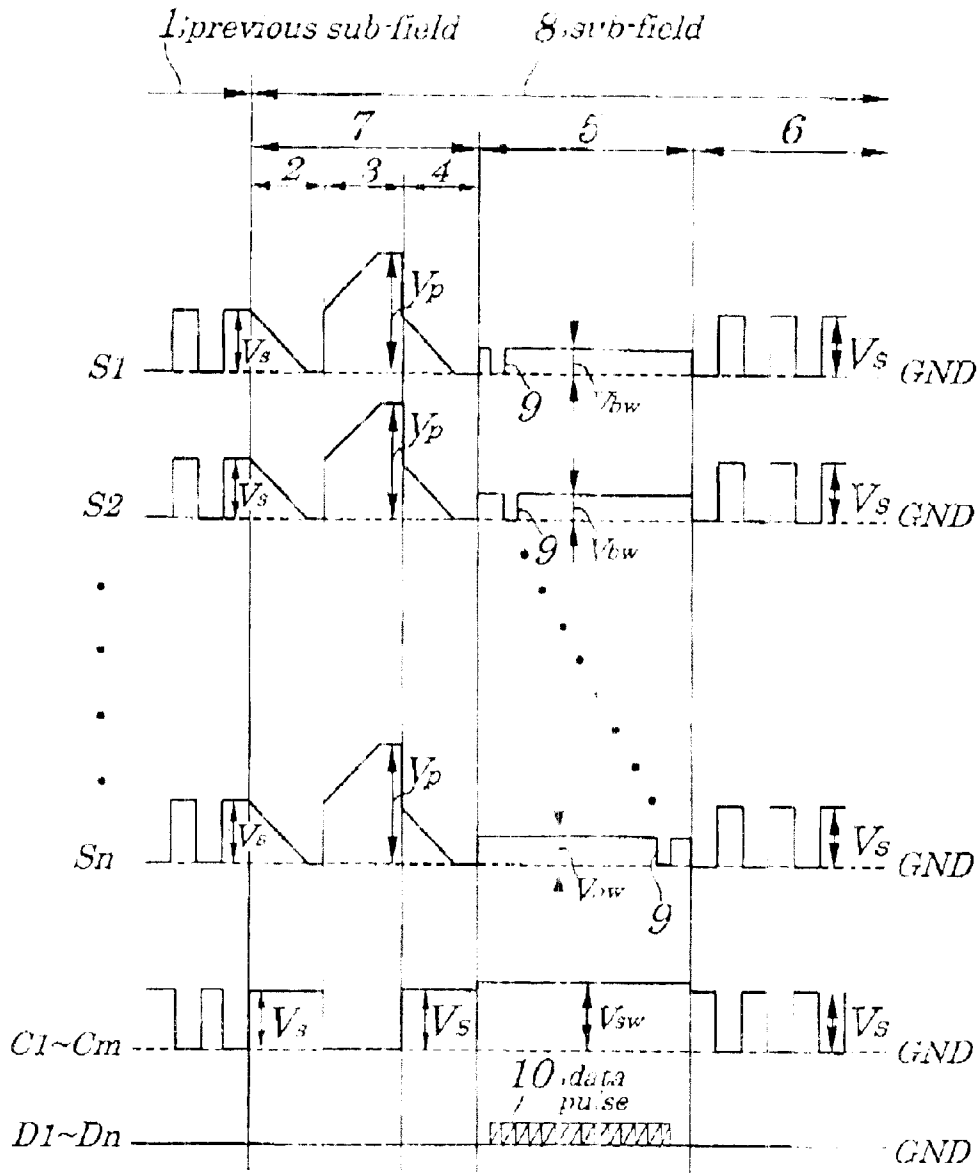 1;previous sub-field 8,sub-field
7 5 6
2 3 4
S1 Vs Vp 9 Vbw Vs GND
S2 Vs Vp 9 Vbw Vs GND
Sn Vs Vp 9 Vs GND
C1~Cm Vs Vs Vsw Vs GND
10,data
pulse
D1~Dn GND